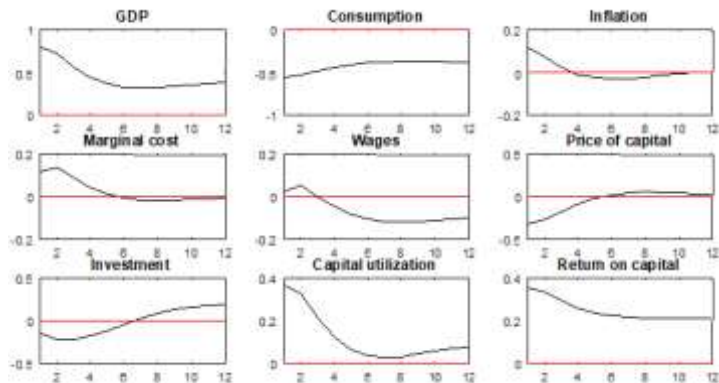 GDP Consumption Inflation
1 0 0.2
0.5 -0.5 0
0 -1 -0.2
2 4 6 8 10 12 2 4 6 8 10 12 2 4 6 8 10 12
Marginal cost Wages Price of capital
0.2 0.2 0.5
0 0 0
-0.2 -0.2 -0.5
2 4 6 8 10 12 2 4 6 8 10 12 2 4 6 8 10 12
Investment Capital utilization Return on capital
0.5 0.4 0.4
0 0.2 0.2
-0.5 0 0
2 4 6 8 10 12 2 4 6 8 10 12 2 4 6 8 10 12